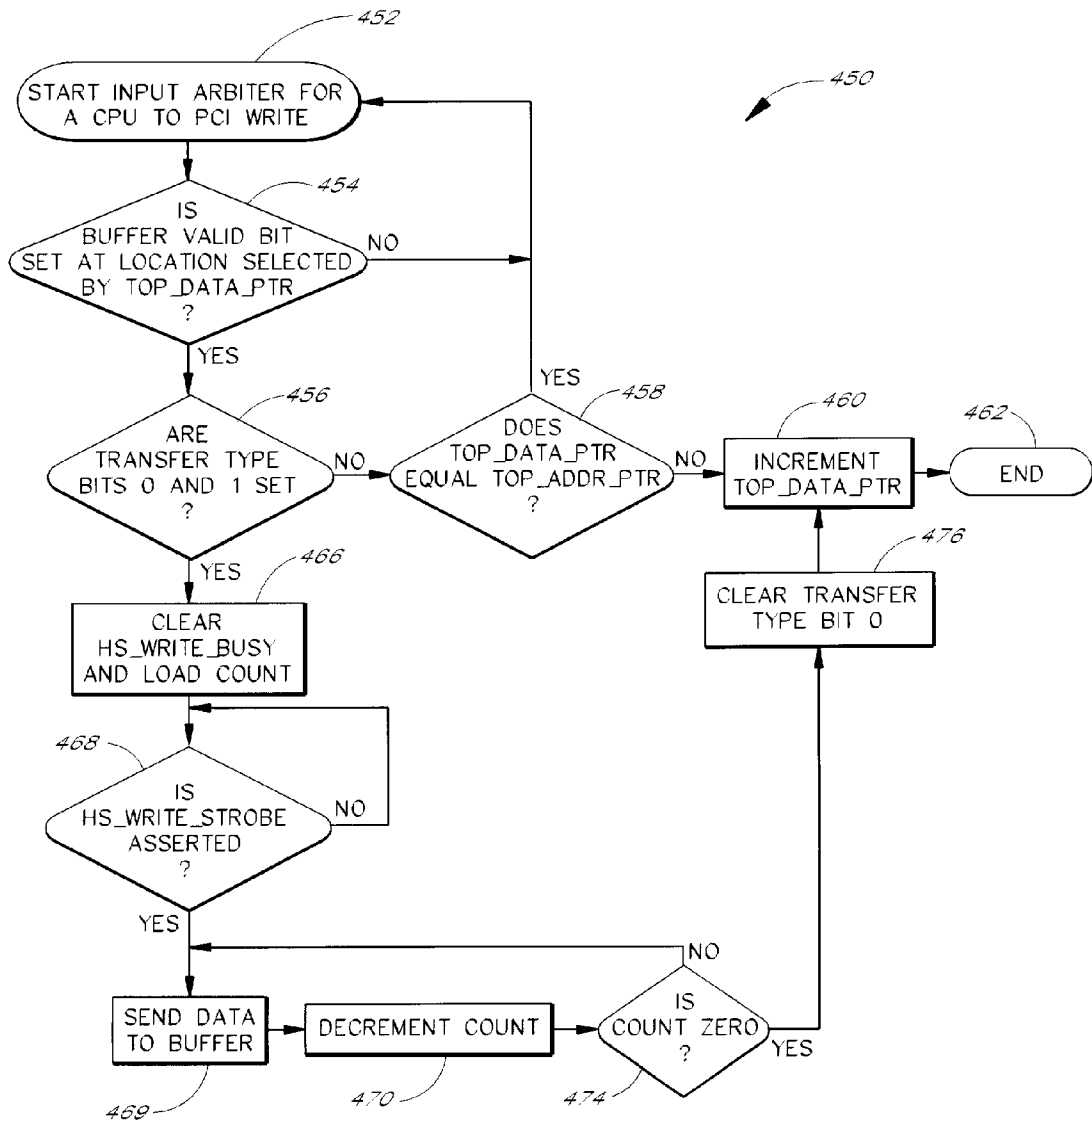 452
START INPUT ARBITER FOR
A CPU TO PCI WRITE
450
454
IS
BUFFER VALID BIT
SET AT LOCATION SELECTED
BY TOP_DATA_PTR
?
NO
YES
456
ARE
TRANSFER TYPE
BITS 0 AND 1 SET
?
NO
YES
YES
458
DOES
TOP_DATA_PTR
EQUAL TOP_ADDR_PTR
?
NO
460
INCREMENT
TOP_DATA_PTR
462
END
466
CLEAR
HS_WRITE_BUSY
AND LOAD COUNT
476
CLEAR TRANSFER
TYPE BIT 0
468
IS
HS_WRITE_STROBE
ASSERTED
?
NO
YES
SEND DATA
TO BUFFER
469
DECREMENT COUNT
470
NO
IS
COUNT ZERO
?
YES
474